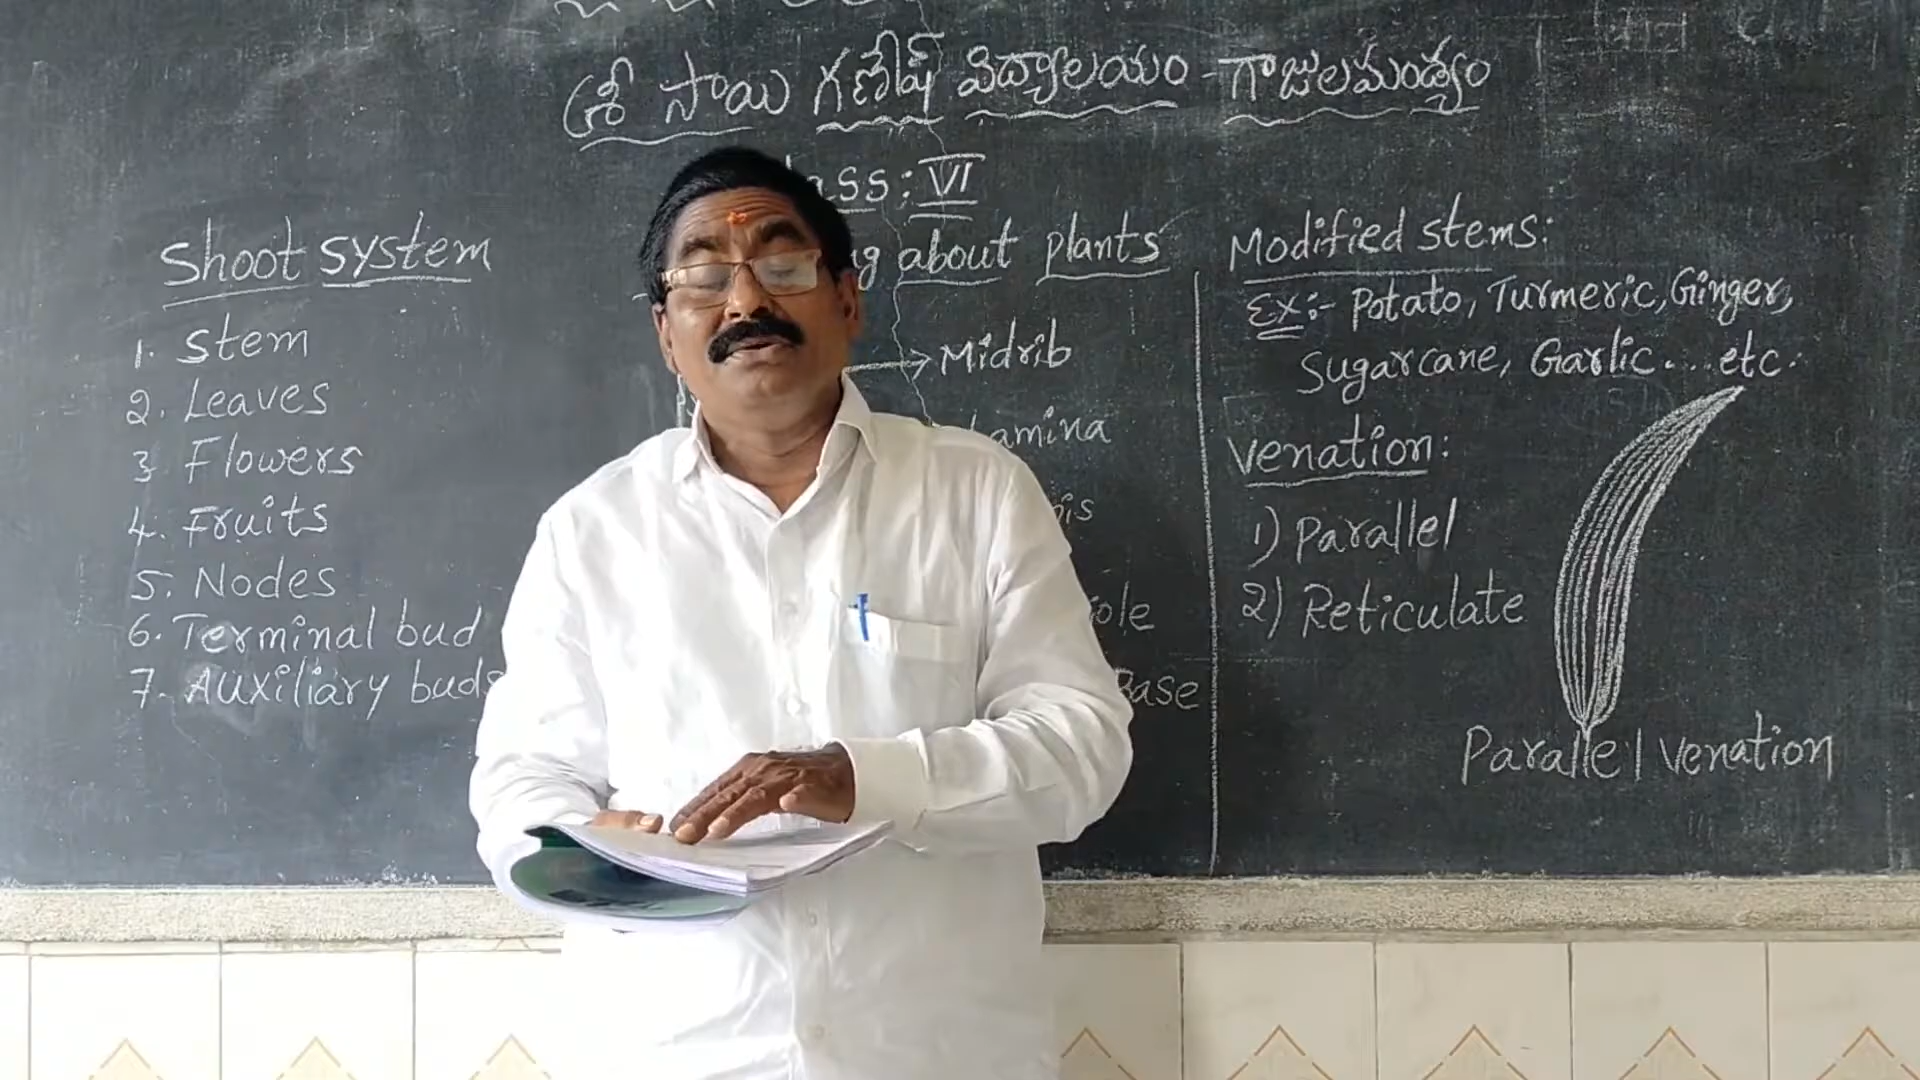 శ్రీ సాయి గణేష్ విద్యాలయం - గాజులమండ్యం
: VI
about plants
Shoot system
1. Stem
2. Leaves
3 Flowers
4. Fruits
5. Nodes
6. Terminal bud
7. Auxiliary buds
Midrib
Base
Modified stems:
Ex:- Potato, Turmeric, Ginger,
Sugarcane, Garlic....etc.
Venation:
1) Parallel
2) Reticulate
Parallel venation